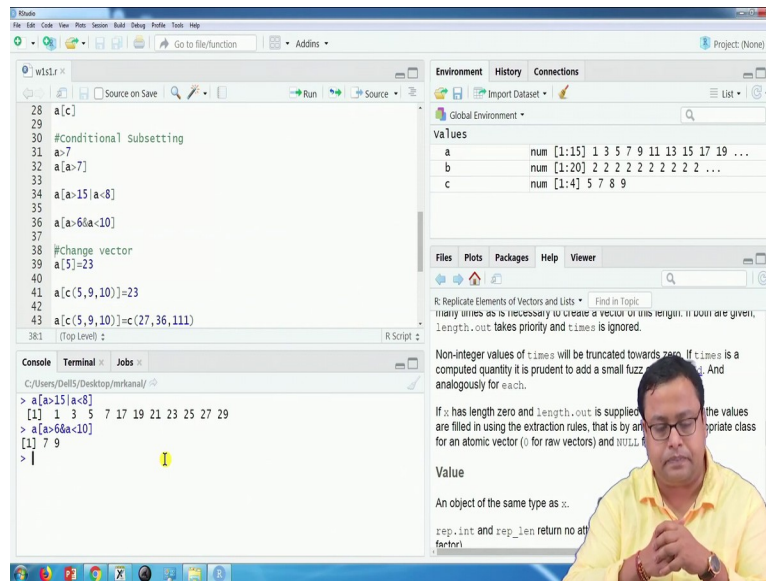 RStudio
File Edit Code View Plots Session Build Debug Profile Tools Help
Go to file/function
Addins
Project: (None)
w1s1.r
Source on Save
Run
Source
28 a[c]
29
30 #Conditional Subsetting
31 a>7
32 a[a>7]
33
34 a[a>15|a<8]
35
36 a[a>6&a<10]
37
38 #Change vector
39 a[5]=23
40
41 a[c(5,9,10)]=23
42
43 a[c(5,9,10)]=c(27,36,111)
38:1 (Top Level) R Script
Console Terminal Jobs
C:/Users/Dell5/Desktop/mrkanal/
> a[a>15|a<8]
[1] 1 3 5 7 17 19 21 23 25 27 29
> a[a>6&a<10]
[1] 7 9
>
Environment History Connections
Import Dataset
List
Global Environment
Values
a num [1:15] 1 3 5 7 9 11 13 15 17 19 ...
b num [1:20] 2 2 2 2 2 2 2 2 2 2 ...
c num [1:4] 5 7 8 9
Files Plots Packages Help Viewer
R: Replicate Elements of Vectors and Lists Find in Topic
many times as is necessary to create a vector of this length. If both are given,
length.out takes priority and times is ignored.
Non-integer values of times will be truncated towards zero. If times is a
computed quantity it is prudent to add a small fuzz And
analogously for each.
If x has length zero and length.out is supplied the values
are filled in using the extraction rules, that is by an class
for an atomic vector (0 for raw vectors) and NULL
Value
An object of the same type as x.
rep.int and rep_len return no
factor)